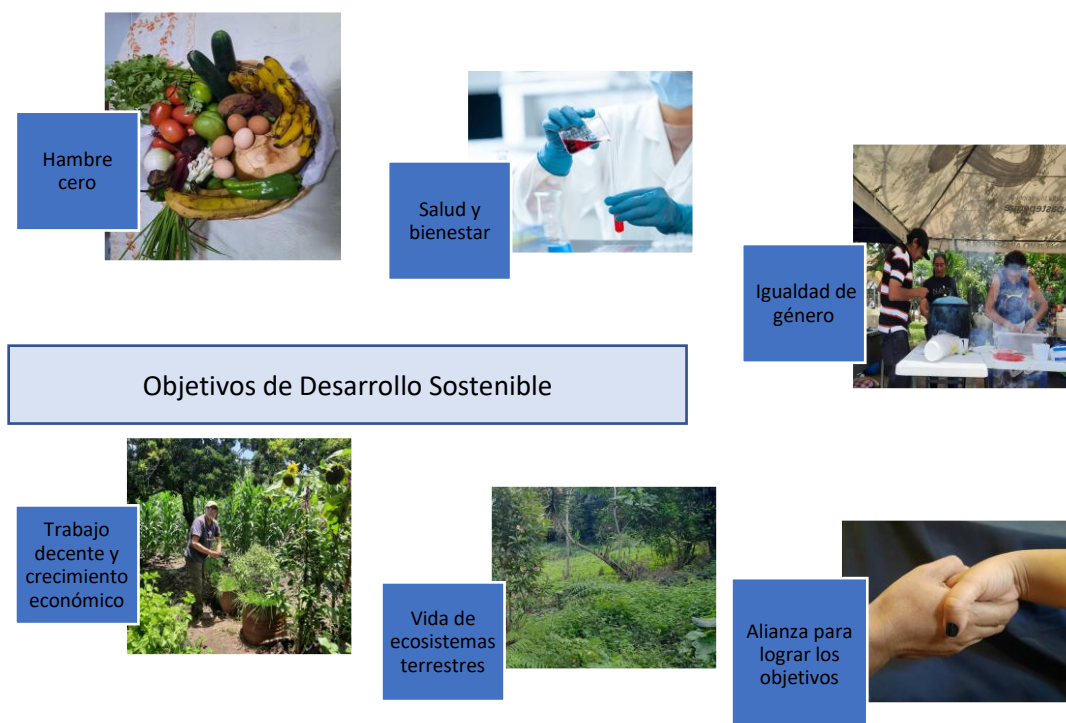 Hambre
cero
Salud y
bienestar
Igualdad de
género
Objetivos de Desarrollo Sostenible
Trabajo
decente y
crecimiento
económico
Vida de
ecosistemas
terrestres
Alianza para
lograr los
objetivos